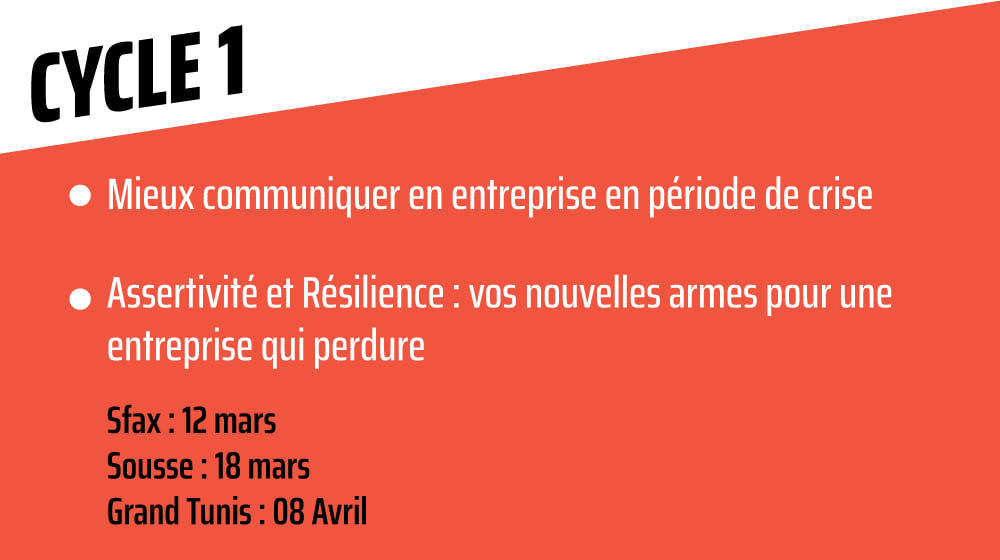 CYCLE 1
Mieux communiquer en entreprise en période de crise
Assertivité et Résilience : vos nouvelles armes pour une
entreprise qui perdure
Sfax : 12 mars
Sousse : 18 mars
Grand Tunis : 08 Avril